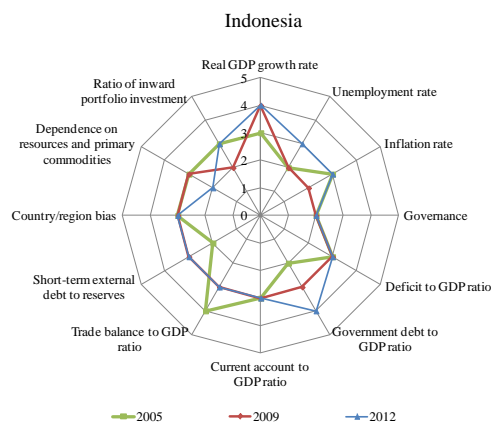 Indonesia
Real GDP growth rate
Ratio of inward
portfolio investment
Unemployment rate
Dependence on
resources and primary
commodities
Inflation rate
5
4
3
2
1
0
Country/region bias
Governance
Short-term external
debt to reserves
Deficit to GDP ratio
Trade balance to GDP
ratio
Government debt to
GDP ratio
Current account to
GDP ratio
2005
2009
2012